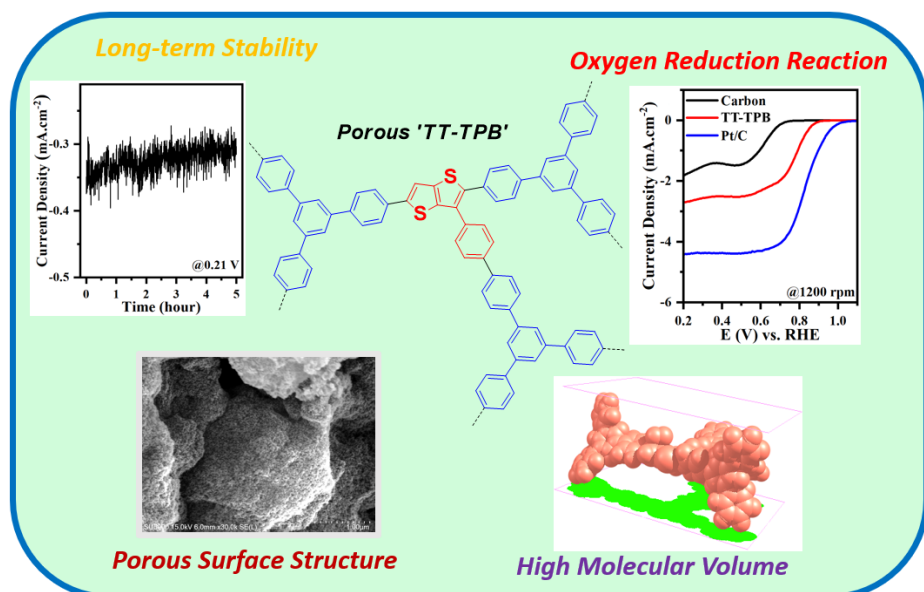 Long-term Stability
Oxygen Reduction Reaction
Porous 'TT-TPB'
Current Density (mA.cm⁻²)
-0.3
-0.4
-0.5
@0.21 V
0 1 2 3 4 5
Time (hour)
S
S
Current Density (mA.cm⁻²)
0
-2
-4
-6
Carbon
TT-TPB
Pt/C
@1200 rpm
0.2 0.4 0.6 0.8 1.0
E (V) vs. RHE
Porous Surface Structure
High Molecular Volume